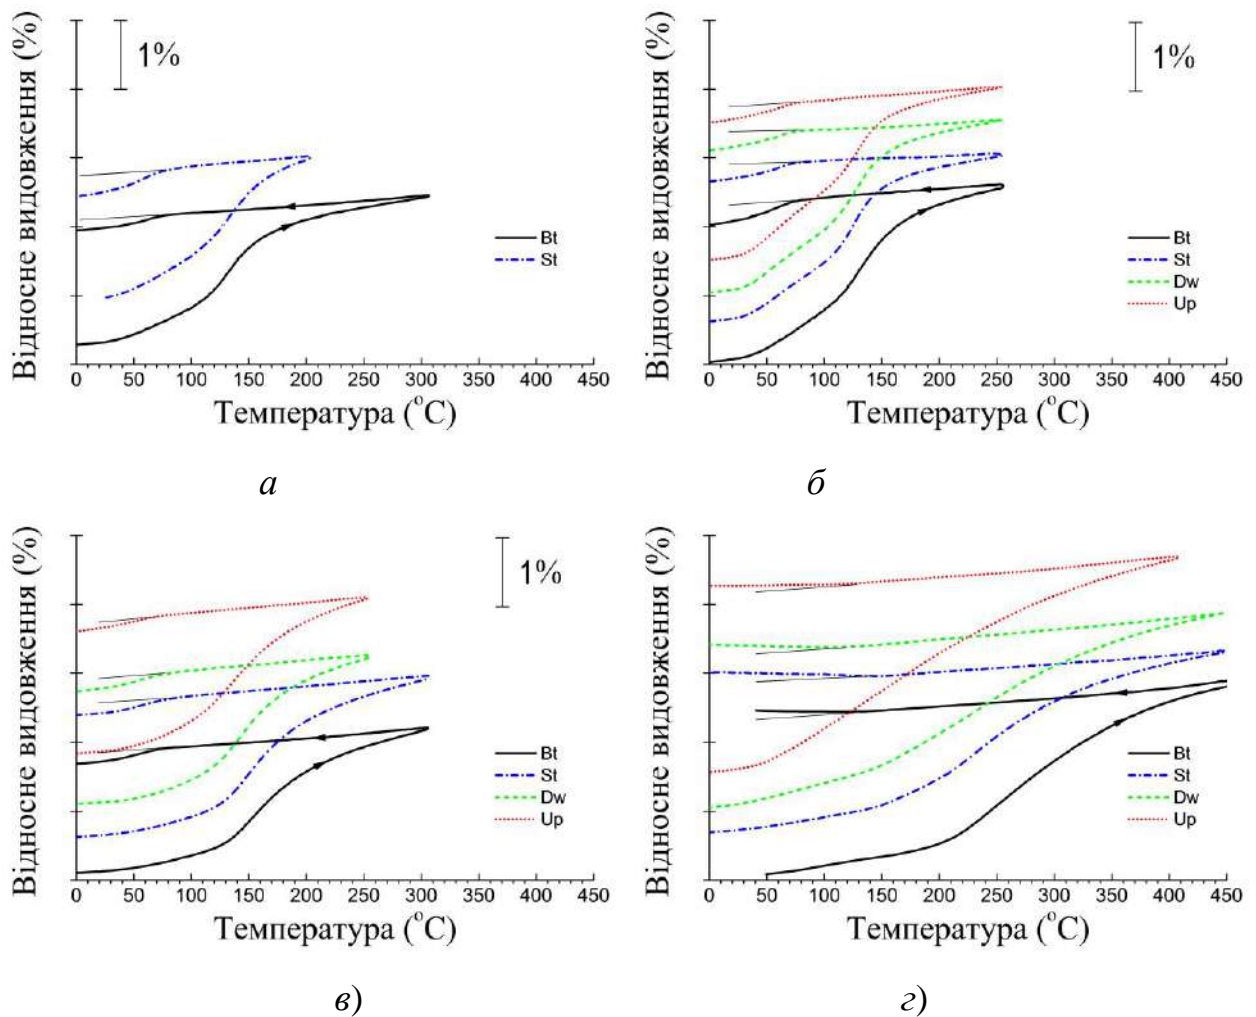 Відносне видовження (%)
1%
Bt
St
0 50 100 150 200 250 300 350 400 450
Температура (°C)
а
Відносне видовження (%)
1%
Bt
St
Dw
Up
0 50 100 150 200 250 300 350 400 450
Температура (°C)
б
Відносне видовження (%)
1%
Bt
St
Dw
Up
0 50 100 150 200 250 300 350 400 450
Температура (°C)
в)
Відносне видовження (%)
Bt
St
Dw
Up
0 50 100 150 200 250 300 350 400 450
Температура (°C)
г)